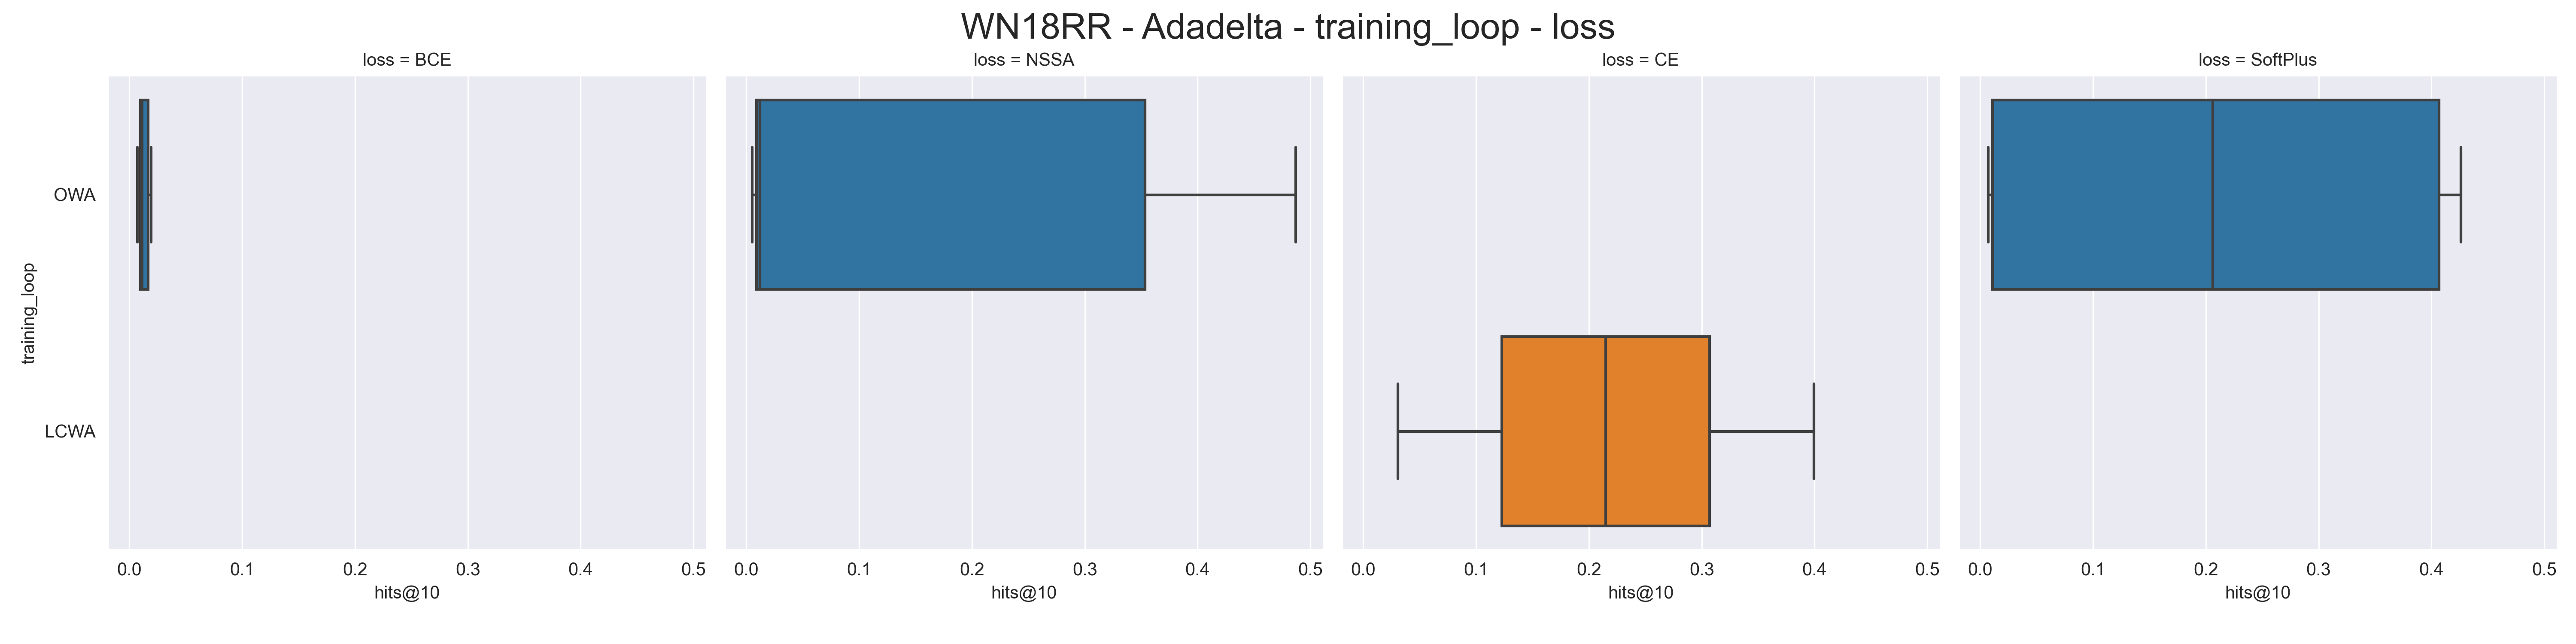 WN18RR - Adadelta - training_loop - loss
loss = BCE
loss = NSSA
loss = CE
loss = SoftPlus
training_loop
OWA
LCWA
0.0 0.1 0.2 0.3 0.4 0.5
hits@10
0.0 0.1 0.2 0.3 0.4 0.5
hits@10
0.0 0.1 0.2 0.3 0.4 0.5
hits@10
0.0 0.1 0.2 0.3 0.4 0.5
hits@10